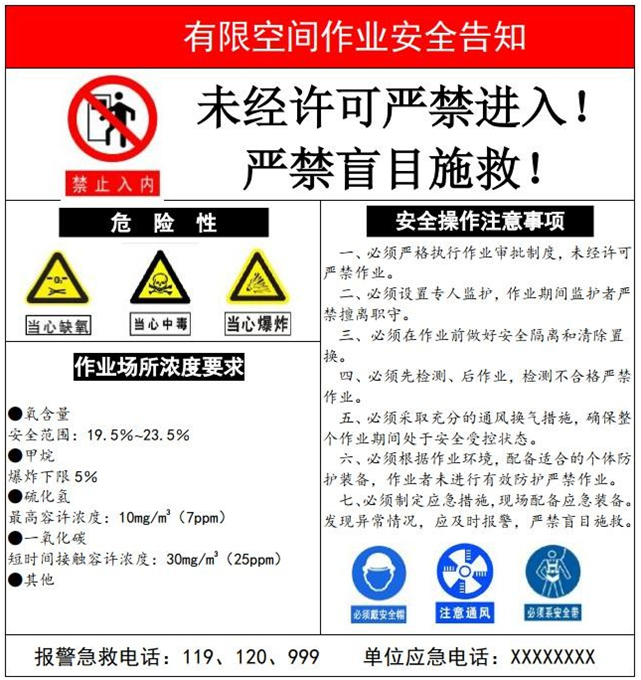 有限空间作业安全告知
未经许可严禁进入！
严禁盲目施救！
禁止入内
危 险 性
当心缺氧
当心中毒
当心爆炸
作业场所浓度要求
●氧含量
安全范围：19.5%~23.5%
●甲烷
爆炸下限5%
●硫化氢
最高容许浓度：10mg/m³（7ppm）
●一氧化碳
短时间接触容许浓度：30mg/m³（25ppm）
●其他
安全操作注意事项
一、必须严格执行作业审批制度，未经许可
严禁作业。
二、必须设置专人监护，作业期间监护者严
禁擅离职守。
三、必须在作业前做好安全隔离和清除置
换。
四、必须先检测、后作业，检测不合格严禁
作业。
五、必须采取充分的通风换气措施，确保整
个作业期间处于安全受控状态。
六、必须根据作业环境，配备适合的个体防
护装备，作业者未进行有效防护严禁作业。
七、必须制定应急措施，现场配备应急装备。
发现异常情况，应及时报警，严禁盲目施救。
必须戴安全帽
注意通风
必须系安全带
报警急救电话：119、120、999 单位应急电话：XXXXXXXX